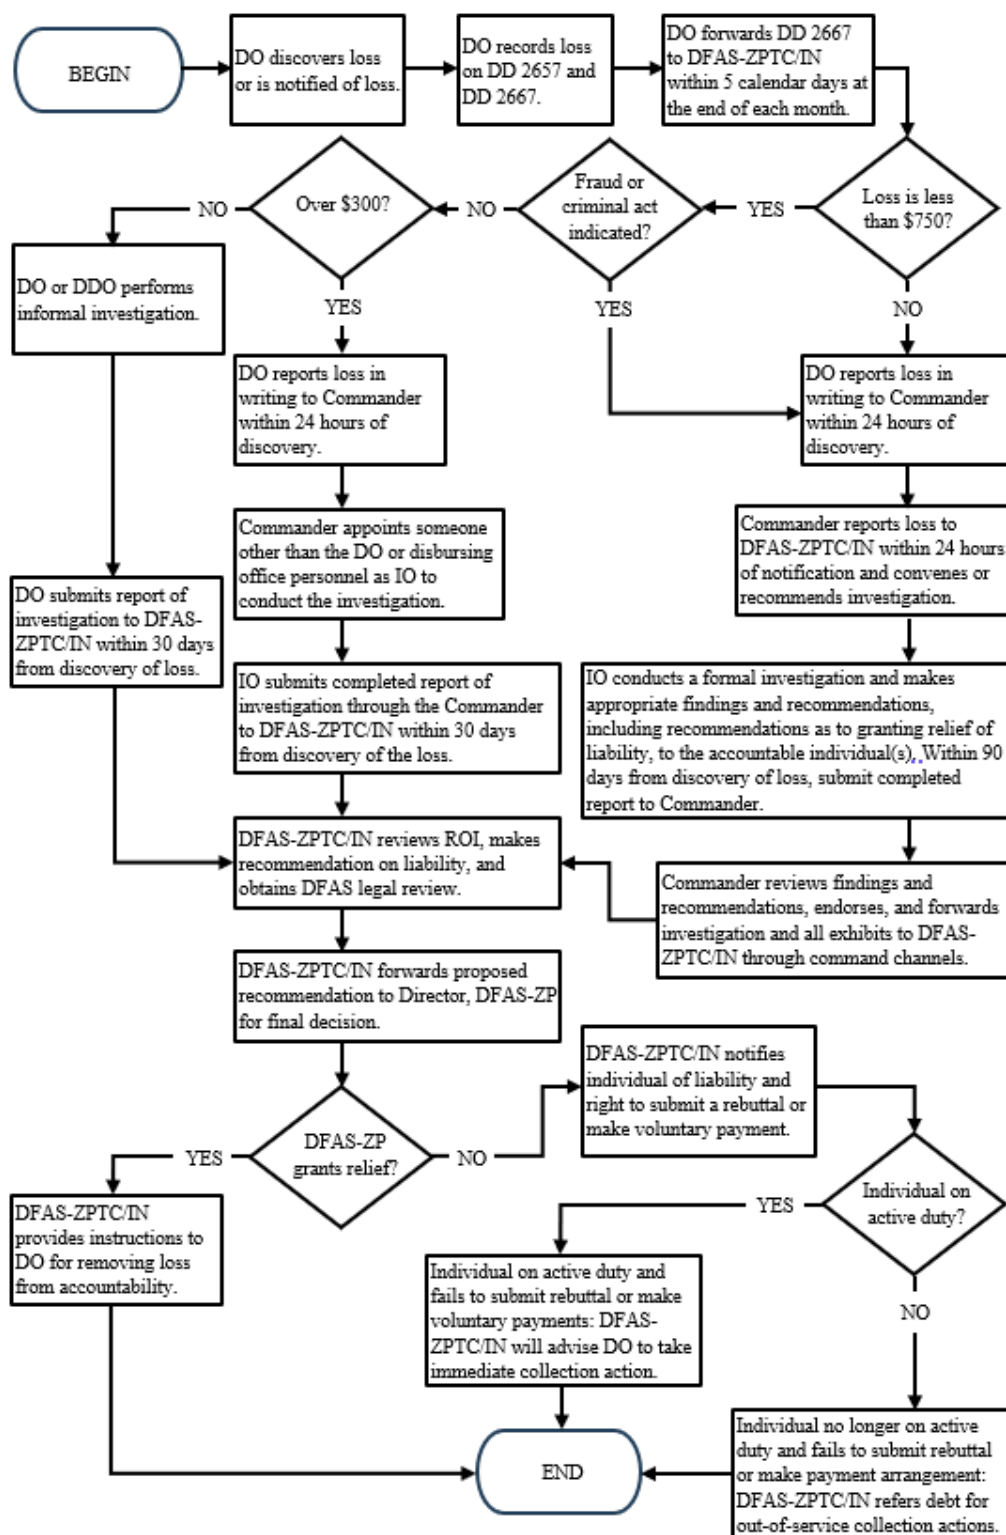 BEGIN
DO discovers loss
or is notified of loss.
DO records loss
on DD 2657 and
DD 2667.
DO forwards DD 2667
to DFAS-ZPTC/IN
within 5 calendar days at
the end of each month.
Loss is less
than $750?
YES
NO
Fraud or
criminal act
indicated?
NO
YES
Over $300?
NO
YES
DO or DDO performs
informal investigation.
DO reports loss in
writing to Commander
within 24 hours of
discovery.
DO reports loss in
writing to Commander
within 24 hours of
discovery.
Commander appoints someone
other than the DO or disbursing
office personnel as IO to
conduct the investigation.
Commander reports loss to
DFAS-ZPTC/IN within 24 hours
of notification and convenes or
recommends investigation.
DO submits report of
investigation to DFAS-
ZPTC/IN within 30 days
from discovery of loss.
IO submits completed report of
investigation through the Commander
to DFAS-ZPTC/IN within 30 days
from discovery of the loss.
IO conducts a formal investigation and makes
appropriate findings and recommendations,
including recommendations as to granting relief of
liability, to the accountable individual(s),. Within 90
days from discovery of loss, submit completed
report to Commander.
DFAS-ZPTC/IN reviews ROI, makes
recommendation on liability, and
obtains DFAS legal review.
Commander reviews findings and
recommendations, endorses, and forwards
investigation and all exhibits to DFAS-
ZPTC/IN through command channels.
DFAS-ZPTC/IN forwards proposed
recommendation to Director, DFAS-ZP
for final decision.
DFAS-ZP
grants relief?
YES
NO
DFAS-ZPTC/IN notifies
individual of liability and
right to submit a rebuttal or
make voluntary payment.
Individual on
active duty?
YES
NO
DFAS-ZPTC/IN
provides instructions to
DO for removing loss
from accountability.
Individual on active duty and
fails to submit rebuttal or make
voluntary payments: DFAS-
ZPTC/IN will advise DO to take
immediate collection action.
Individual no longer on active
duty and fails to submit rebuttal
or make payment arrangement:
DFAS-ZPTC/IN refers debt for
out-of-service collection actions.
END